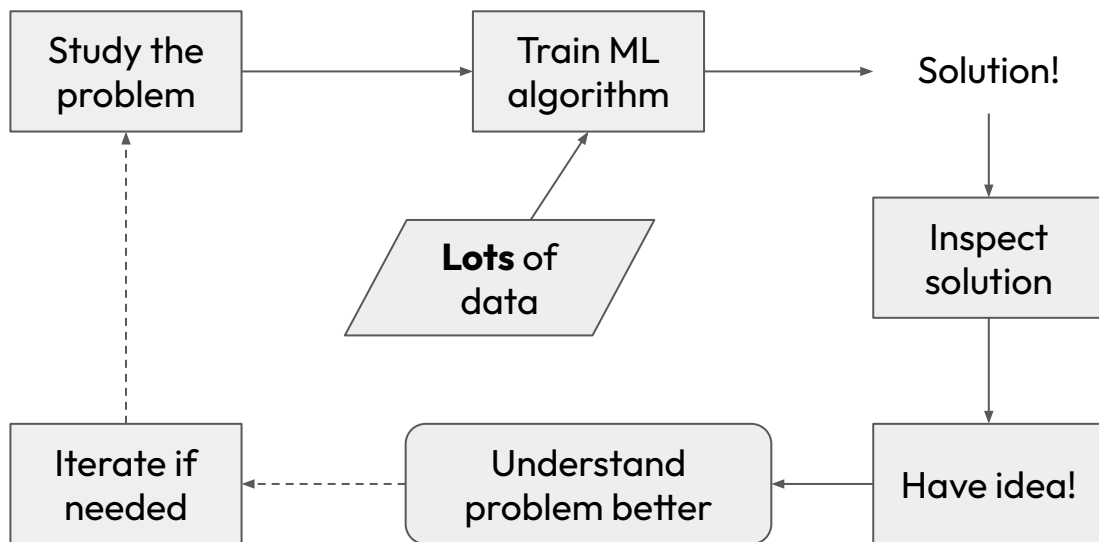 Study the
problem
Train ML
algorithm
Solution!
Lots of
data
Inspect
solution
Have idea!
Understand
problem better
Iterate if
needed